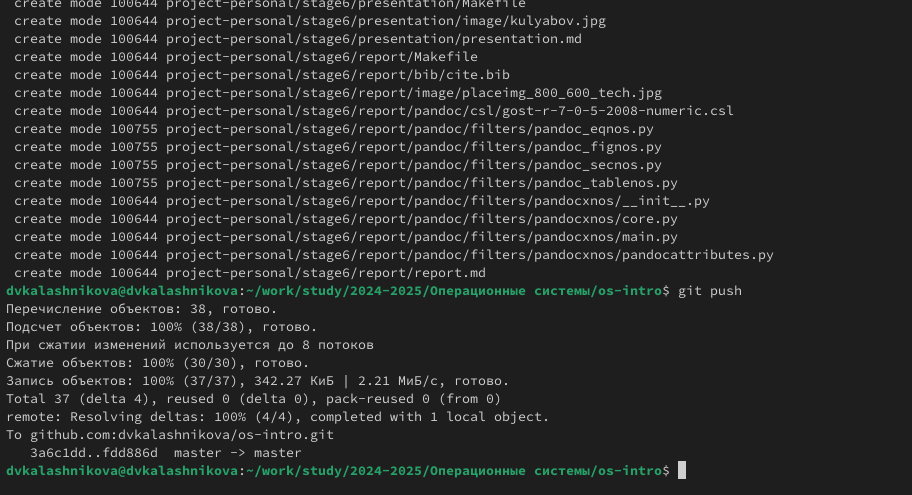 create mode 100644 project-personal/stage6/presentation/Makefile
create mode 100644 project-personal/stage6/presentation/image/kulyabov.jpg
create mode 100644 project-personal/stage6/presentation/presentation.md
create mode 100644 project-personal/stage6/report/Makefile
create mode 100644 project-personal/stage6/report/bib/cite.bib
create mode 100644 project-personal/stage6/report/image/placeimg_800_600_tech.jpg
create mode 100644 project-personal/stage6/report/pandoc/csl/gost-r-7-0-5-2008-numeric.csl
create mode 100755 project-personal/stage6/report/pandoc/filters/pandoc_eqnos.py
create mode 100755 project-personal/stage6/report/pandoc/filters/pandoc_fignos.py
create mode 100755 project-personal/stage6/report/pandoc/filters/pandoc_secnos.py
create mode 100755 project-personal/stage6/report/pandoc/filters/pandoc_tablenos.py
create mode 100644 project-personal/stage6/report/pandoc/filters/pandocxnos/__init__.py
create mode 100644 project-personal/stage6/report/pandoc/filters/pandocxnos/core.py
create mode 100644 project-personal/stage6/report/pandoc/filters/pandocxnos/main.py
create mode 100644 project-personal/stage6/report/pandoc/filters/pandocxnos/pandocattributes.py
create mode 100644 project-personal/stage6/report/report.md
dvkalashnikova@dvkalashnikova:~/work/study/2024-2025/Операционные системы/os-intro$ git push
Перечисление объектов: 38, готово.
Подсчет объектов: 100% (38/38), готово.
При сжатии изменений используется до 8 потоков
Сжатие объектов: 100% (30/30), готово.
Запись объектов: 100% (37/37), 342.27 КиБ | 2.21 МиБ/с, готово.
Total 37 (delta 4), reused 0 (delta 0), pack-reused 0 (from 0)
remote: Resolving deltas: 100% (4/4), completed with 1 local object.
To github.com:dvkalashnikova/os-intro.git
3a6c1dd..fdd886d  master -> master
dvkalashnikova@dvkalashnikova:~/work/study/2024-2025/Операционные системы/os-intro$